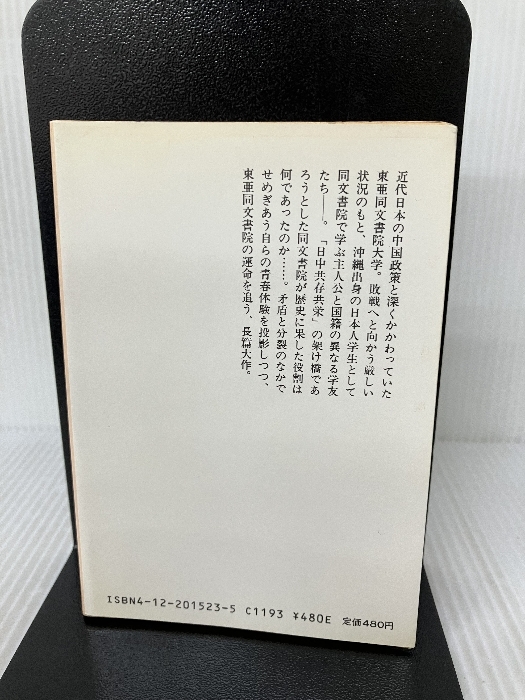 近代日本の中国政策と深くかかわっていた
東亜同文書院大学。敗戦へと向かう厳しい
状況のもと、沖縄出身の日本人学生として
同文書院で学ぶ主人公と国籍の異なる学友
たち――。「日中共存共栄」の架け橋であ
ろうとした同文書院が歴史に果した役割は
何であったのか……。矛盾と分裂のなかで
せめぎあう自らの青春体験を投影しつつ、
東亜同文書院の運命を追う、長篇大作。
ISBN4-12-201523-5 C1193 ¥480E 定価480円